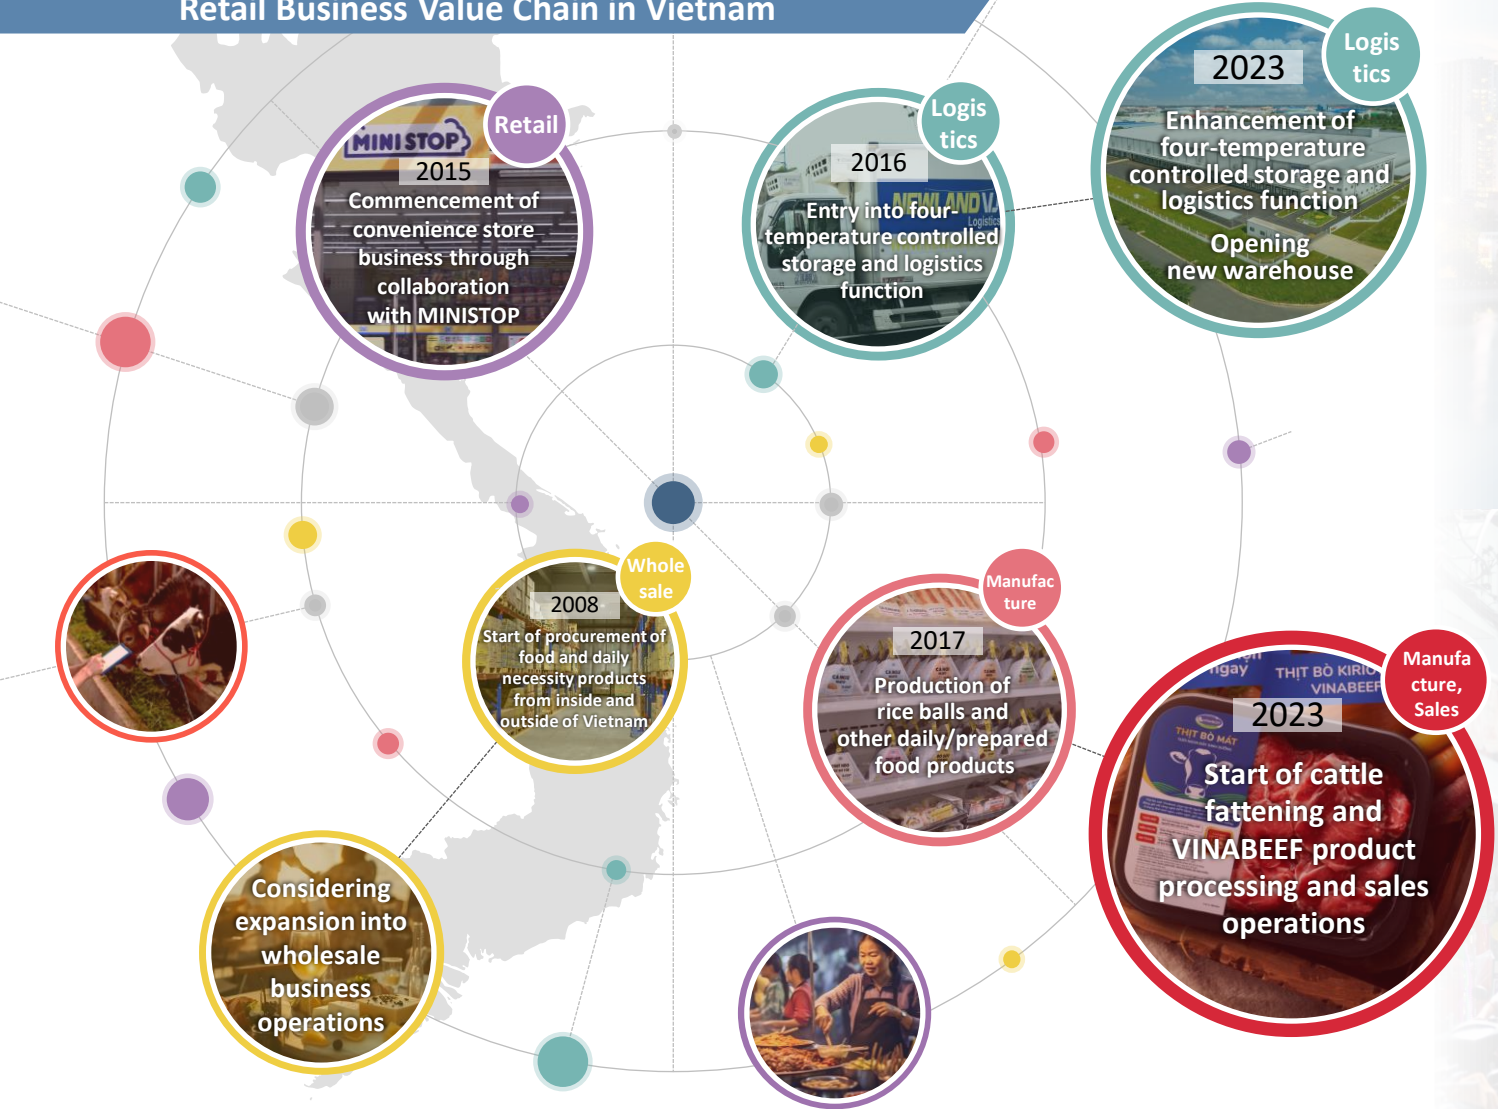 Retail Business Value Chain in Vietnam
MINISTOP
Retail
2015
Commencement of
convenience store
business through
collaboration
with MINISTOP
Logis
tics
2016
NEWLAND
Logistics
Entry into four-
temperature controlled
storage and logistics
function
Logis
tics
2023
Enhancement of
four-temperature
controlled storage and
logistics function
Opening
new warehouse
Whole
sale
2008
Start of procurement of
food and daily
necessity products
from inside and
outside of Vietnam
Manufac
ture
2017
Production of
rice balls and
other daily/prepared
food products
Manufa
cture,
Sales
ngay
THỊT BÒ
VINABEEF
2023
THỊT BÒ MÁT
Start of cattle
fattening and
VINABEEF product
processing and sales
operations
Considering
expansion into
wholesale
business
operations